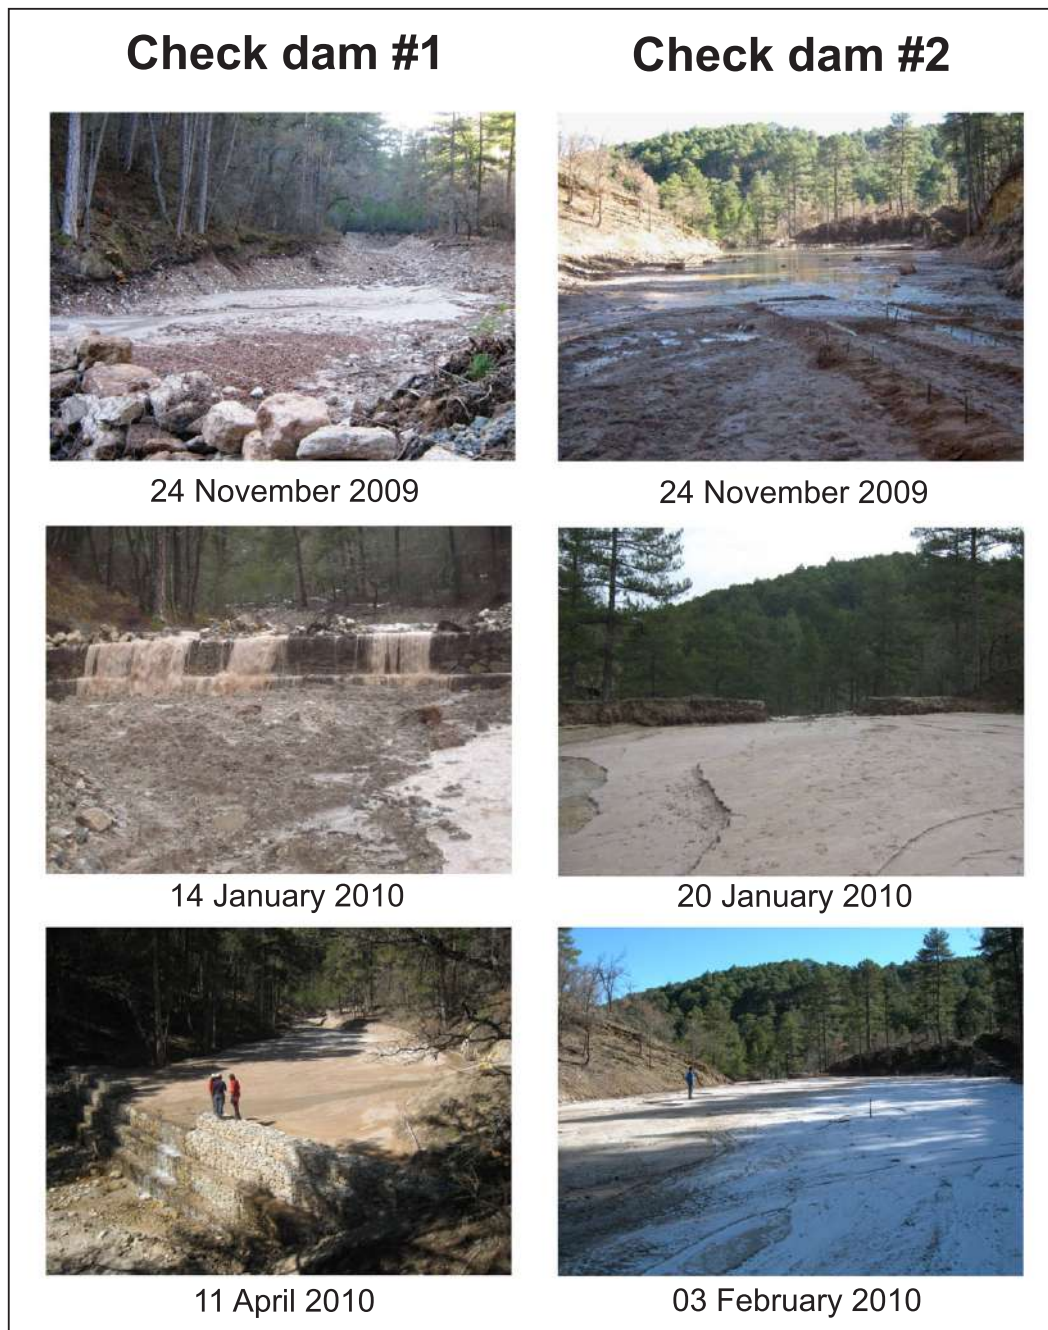 Check dam #1
Check dam #2
24 November 2009
24 November 2009
14 January 2010
20 January 2010
11 April 2010
03 February 2010